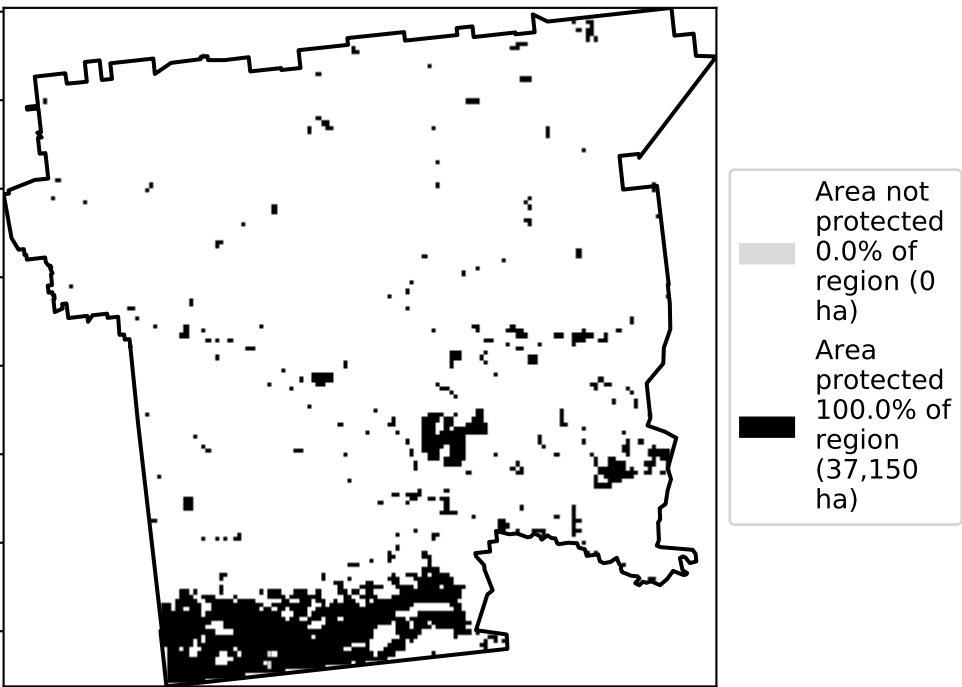 Area not
protected
0.0% of
region (0
ha)
Area
protected
100.0% of
region
(37,150
ha)